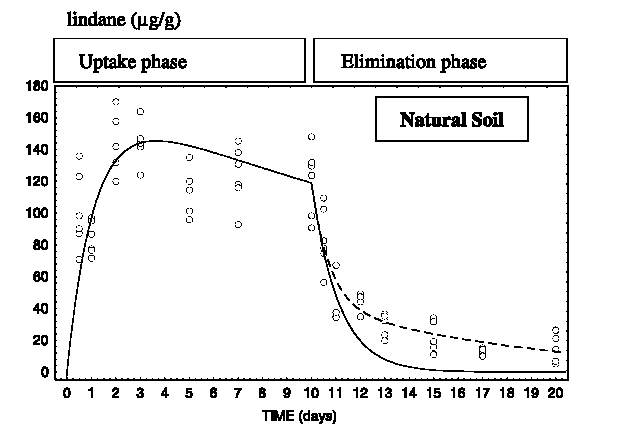 lindane (µg/g)
Uptake phase
Elimination phase
Natural Soil
180
160
140
120
100
80
60
40
20
0
0 1 2 3 4 5 6 7 8 9 10 11 12 13 14 15 16 17 18 19 20
TIME (days)